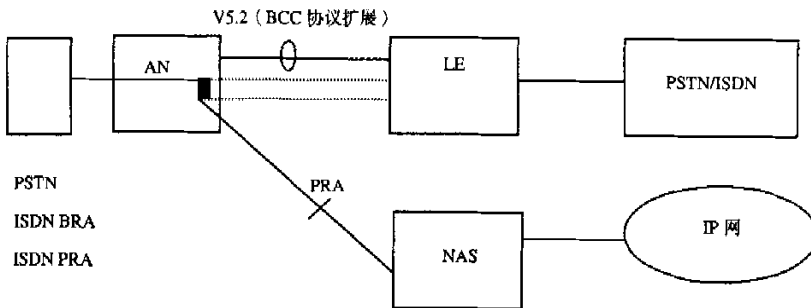 V5.2（BCC 协议扩展）
AN
LE
PSTN/ISDN
PSTN
ISDN BRA
ISDN PRA
PRA
NAS
IP 网